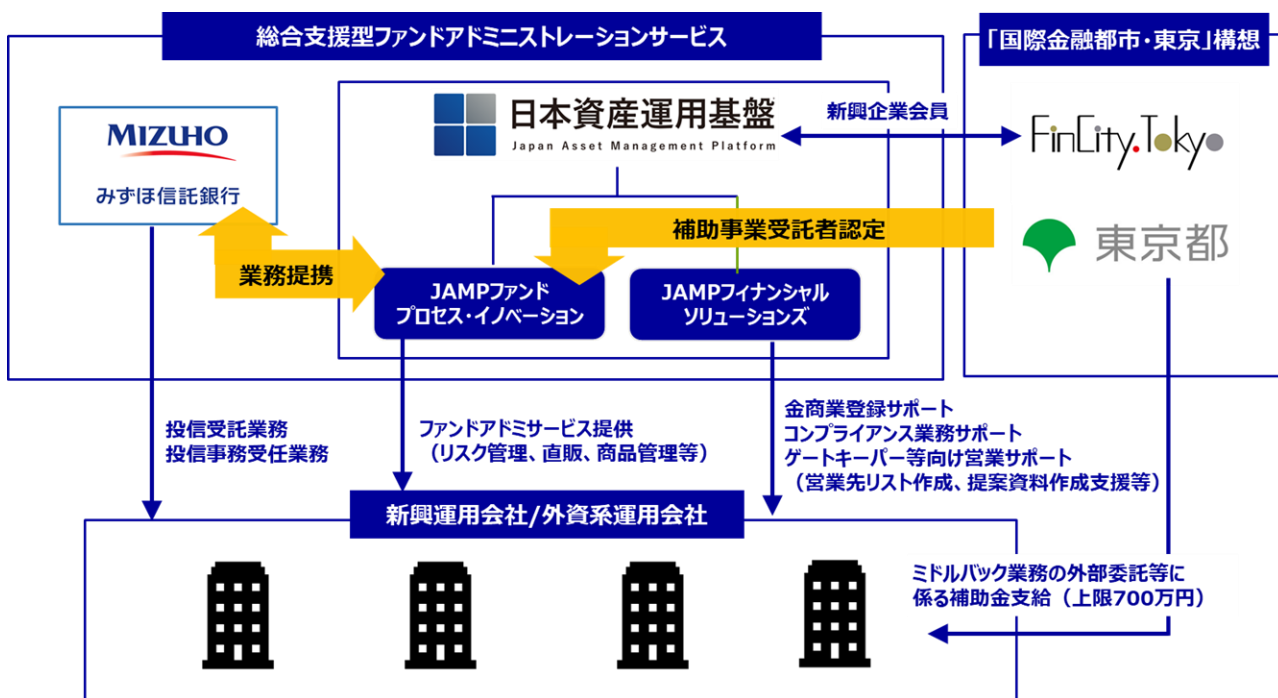 総合支援型ファンドアドミニストレーションサービス
「国際金融都市・東京」構想
MIZUHO
みずほ信託銀行
日本資産運用基盤
Japan Asset Management Platform
新興企業会員
FinCity.Tokyo
東京都
補助事業受託者認定
業務提携
JAMPファンド
プロセス・イノベーション
JAMPフィナンシャル
ソリューションズ
投信受託業務
投信事務受任業務
ファンドアドミサービス提供
（リスク管理、直販、商品管理等）
金商業登録サポート
コンプライアンス業務サポート
ゲートキーパー等向け営業サポート
（営業先リスト作成、提案資料作成支援等）
新興運用会社/外資系運用会社
ミドルバック業務の外部委託等に
係る補助金支給（上限700万円）